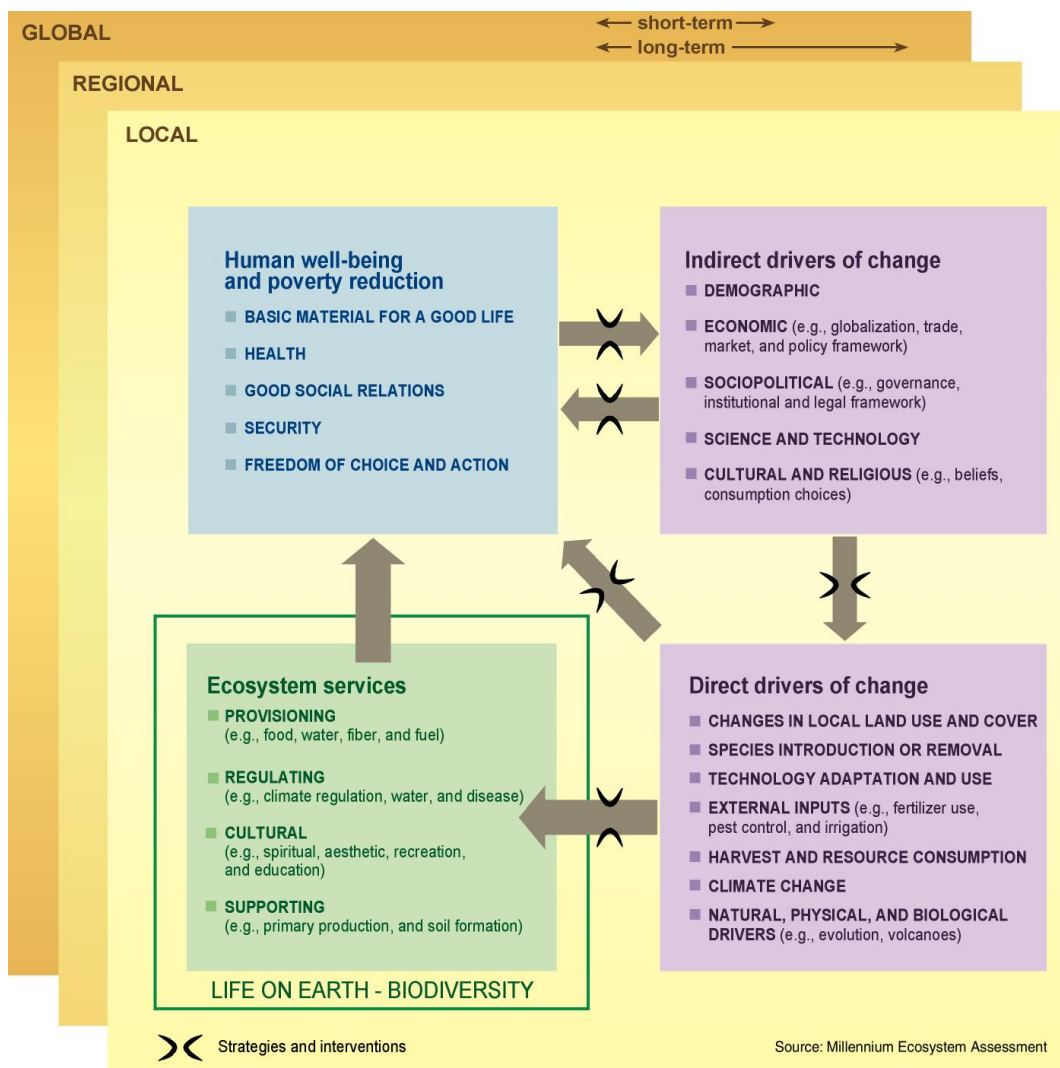 GLOBAL
short-term
long-term
REGIONAL
LOCAL
Human well-being
and poverty reduction
BASIC MATERIAL FOR A GOOD LIFE
HEALTH
GOOD SOCIAL RELATIONS
SECURITY
FREEDOM OF CHOICE AND ACTION
Indirect drivers of change
DEMOGRAPHIC
ECONOMIC (e.g., globalization, trade,
market, and policy framework)
SOCIOPOLITICAL (e.g., governance,
institutional and legal framework)
SCIENCE AND TECHNOLOGY
CULTURAL AND RELIGIOUS (e.g., beliefs,
consumption choices)
Ecosystem services
PROVISIONING
(e.g., food, water, fiber, and fuel)
REGULATING
(e.g., climate regulation, water, and disease)
CULTURAL
(e.g., spiritual, aesthetic, recreation,
and education)
SUPPORTING
(e.g., primary production, and soil formation)
LIFE ON EARTH - BIODIVERSITY
Direct drivers of change
CHANGES IN LOCAL LAND USE AND COVER
SPECIES INTRODUCTION OR REMOVAL
TECHNOLOGY ADAPTATION AND USE
EXTERNAL INPUTS (e.g., fertilizer use,
pest control, and irrigation)
HARVEST AND RESOURCE CONSUMPTION
CLIMATE CHANGE
NATURAL, PHYSICAL, AND BIOLOGICAL
DRIVERS (e.g., evolution, volcanoes)
Strategies and interventions
Source: Millennium Ecosystem Assessment